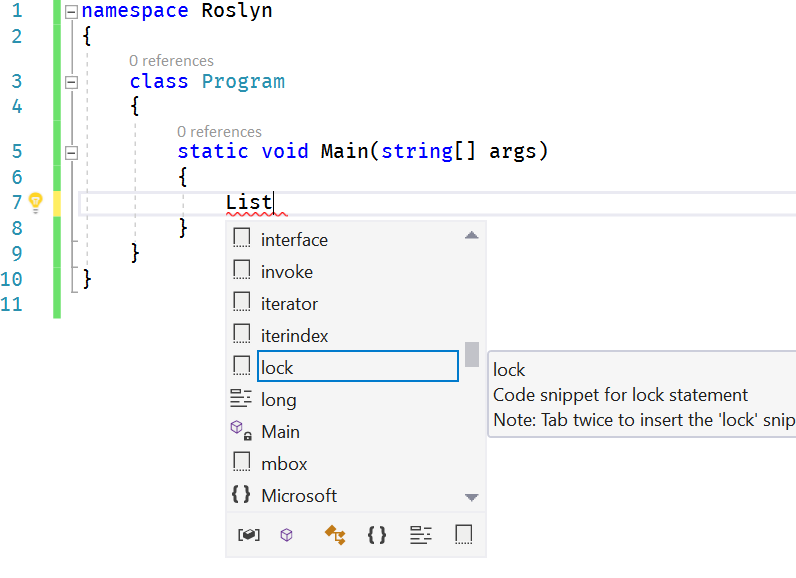 1 namespace Roslyn
2 {
0 references
3 class Program
4 {
0 references
5 static void Main(string[] args)
6 {
7 List
8 }
9 }
10 }
11
interface
invoke
iterator
iterindex
lock
long
Main
mbox
{} Microsoft
{}
lock
Code snippet for lock statement
Note: Tab twice to insert the 'lock' snip